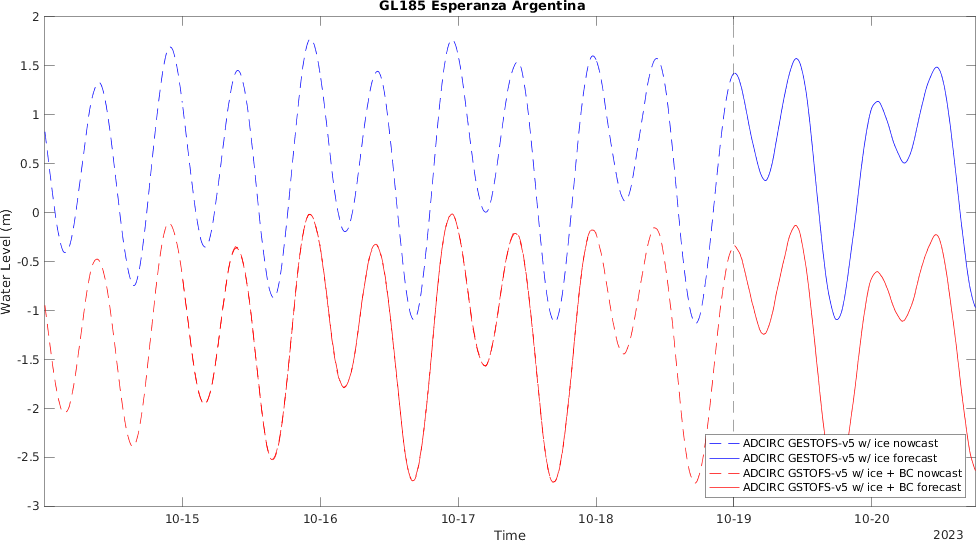 GL185 Esperanza Argentina
2
1.5
1
0.5
0
-0.5
-1
-1.5
-2
-2.5
-3
Water Level (m)
10-15
10-16
10-17
10-18
10-19
10-20
Time
2023
ADCIRC GESTOFS-v5 w/ ice nowcast
ADCIRC GESTOFS-v5 w/ ice forecast
ADCIRC GSTOFS-v5 w/ ice + BC nowcast
ADCIRC GSTOFS-v5 w/ ice + BC forecast